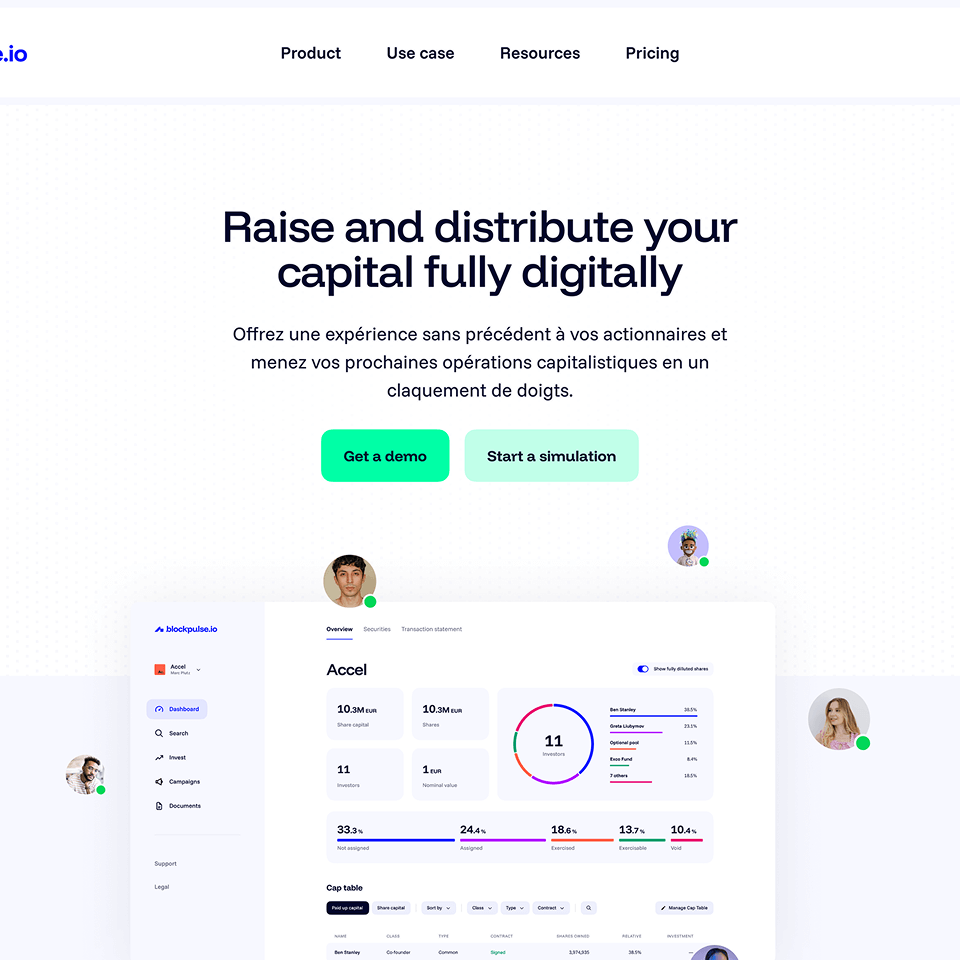 e.io
Product
Use case
Resources
Pricing
Raise and distribute your
capital fully digitally
Offrez une expérience sans précédent à vos actionnaires et
menez vos prochaines opérations capitalistiques en un
claquement de doigts.
Get a demo
Start a simulation
blockpulse.io
Accel
Marc Platz
Dashboard
Search
Invest
Campaigns
Documents
Support
Legal
Overview
Securities
Transaction statement
Accel
Show fully diluted shares
10.3M EUR
Share capital
10.3M EUR
Shares
11
Investors
1 EUR
Nominal value
11
Investors
Ben Stanley 38.5%
Greta Liubymov 23.1%
Optional pool 11.5%
Exoo Fund 8.4%
7 others 18.5%
33.3 %
Not assigned
24.4 %
Assigned
18.6 %
Exercised
13.7 %
Exercisable
10.4 %
Void
Cap table
Paid up capital
Share capital
Sort by
Class
Type
Contract
Manage Cap Table
NAME CLASS TYPE CONTRACT SHARES OWNED RELATIVE INVESTMENT
Ben Stanley Co-founder Common Signed 3,974,935 38.5% —